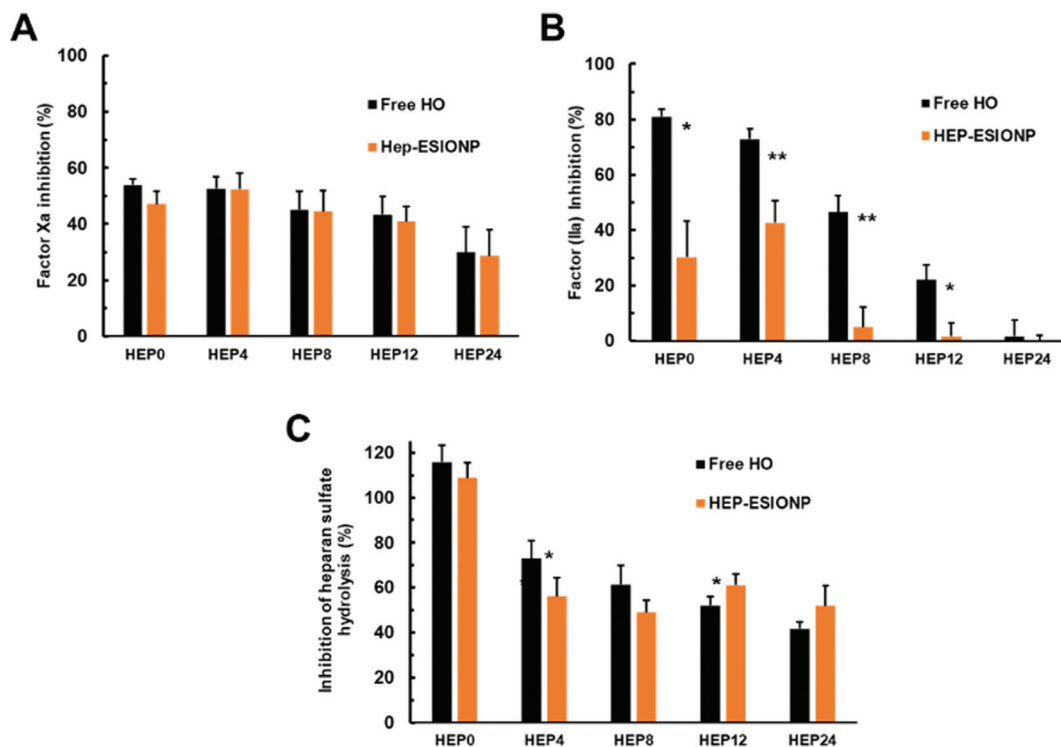 A
Factor Xa inhibition (%)
100
80
60
40
20
0
Free HO
Hep-ESIONP
HEP0 HEP4 HEP8 HEP12 HEP24
B
Factor (IIa) Inhibition (%)
100
80
60
40
20
0
Free HO
HEP-ESIONP
*
**
**
*
HEP0 HEP4 HEP8 HEP12 HEP24
C
Inhibition of heparan sulfate
hydrolysis (%)
120
100
80
60
40
20
0
Free HO
HEP-ESIONP
*
*
HEP0 HEP4 HEP8 HEP12 HEP24